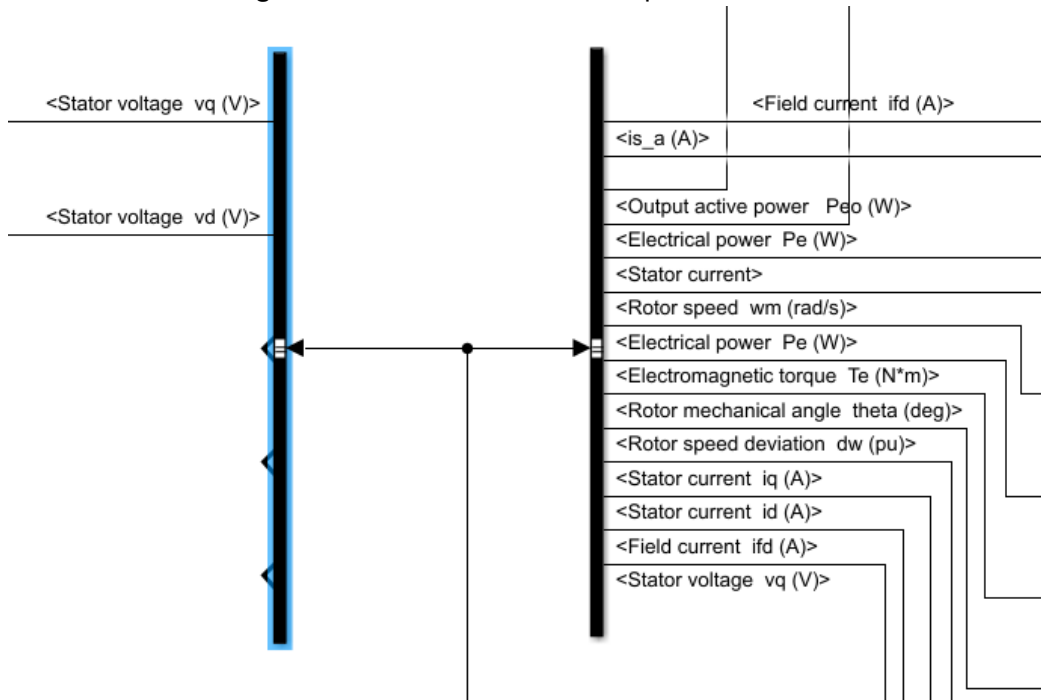 <Stator voltage vq (V)>
<Stator voltage vd (V)>
<Field current ifd (A)>
<is_a (A)>
<Output active power Peo (W)>
<Electrical power Pe (W)>
<Stator current>
<Rotor speed wm (rad/s)>
<Electrical power Pe (W)>
<Electromagnetic torque Te (N*m)>
<Rotor mechanical angle theta (deg)>
<Rotor speed deviation dw (pu)>
<Stator current iq (A)>
<Stator current id (A)>
<Field current ifd (A)>
<Stator voltage vq (V)>